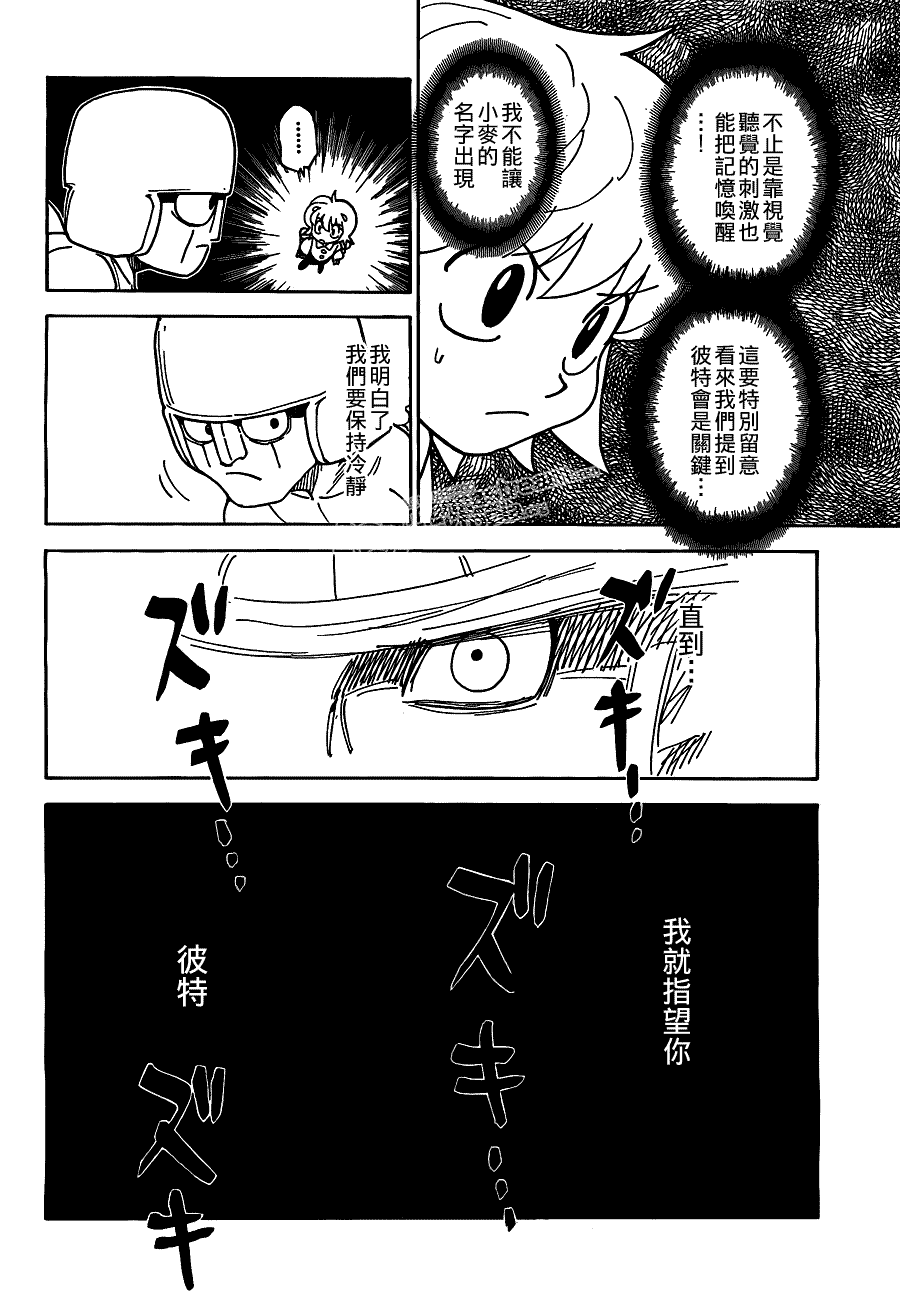 不止是靠視覺
聽覺的刺激也
能把記憶喚醒
…！
這要特別留意
看來我們提到
彼特會是關鍵…
我不能讓
小麥的
名字出現
……
我明白了
我們要保持冷靜
直到…
ズキ…
ズキ…
我就指望你
彼特
ズキ…
ズキ